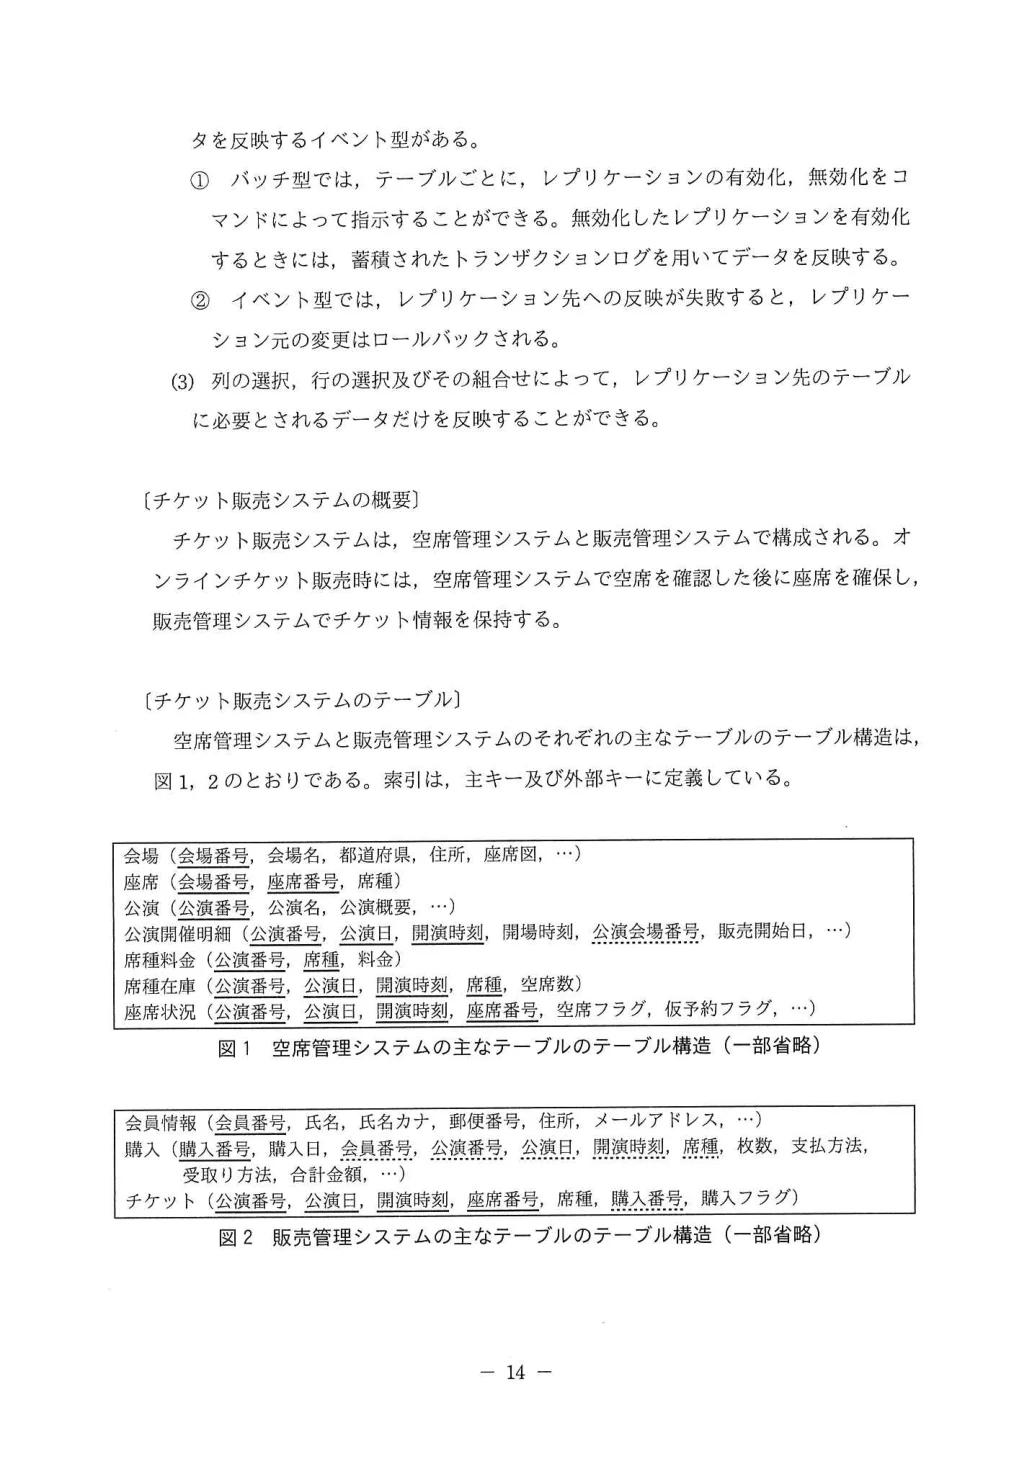 タを反映するイベント型がある。
① バッチ型では，テーブルごとに，レプリケーションの有効化，無効化をコ
マンドによって指示することができる。無効化したレプリケーションを有効化
するときには，蓄積されたトランザクションログを用いてデータを反映する。
② イベント型では，レプリケーション先への反映が失敗すると，レプリケー
ション元の変更はロールバックされる。
(3) 列の選択，行の選択及びその組合せによって，レプリケーション先のテーブル
に必要とされるデータだけを反映することができる。
〔チケット販売システムの概要〕
チケット販売システムは，空席管理システムと販売管理システムで構成される。オ
ンラインチケット販売時には，空席管理システムで空席を確認した後に座席を確保し，
販売管理システムでチケット情報を保持する。
〔チケット販売システムのテーブル〕
空席管理システムと販売管理システムのそれぞれの主なテーブルのテーブル構造は，
図1，2のとおりである。索引は，主キー及び外部キーに定義している。
会場（会場番号，会場名，都道府県，住所，座席図，…）
座席（会場番号，座席番号，席種）
公演（公演番号，公演名，公演概要，…）
公演開催明細（公演番号，公演日，開演時刻，開場時刻，公演会場番号，販売開始日，…）
席種料金（公演番号，席種，料金）
席種在庫（公演番号，公演日，開演時刻，席種，空席数）
座席状況（公演番号，公演日，開演時刻，座席番号，空席フラグ，仮予約フラグ，…）
図1 空席管理システムの主なテーブルのテーブル構造（一部省略）
会員情報（会員番号，氏名，氏名カナ，郵便番号，住所，メールアドレス，…）
購入（購入番号，購入日，会員番号，公演番号，公演日，開演時刻，席種，枚数，支払方法，
受取り方法，合計金額，…）
チケット（公演番号，公演日，開演時刻，座席番号，席種，購入番号，購入フラグ）
図2 販売管理システムの主なテーブルのテーブル構造（一部省略）
－ 14 －